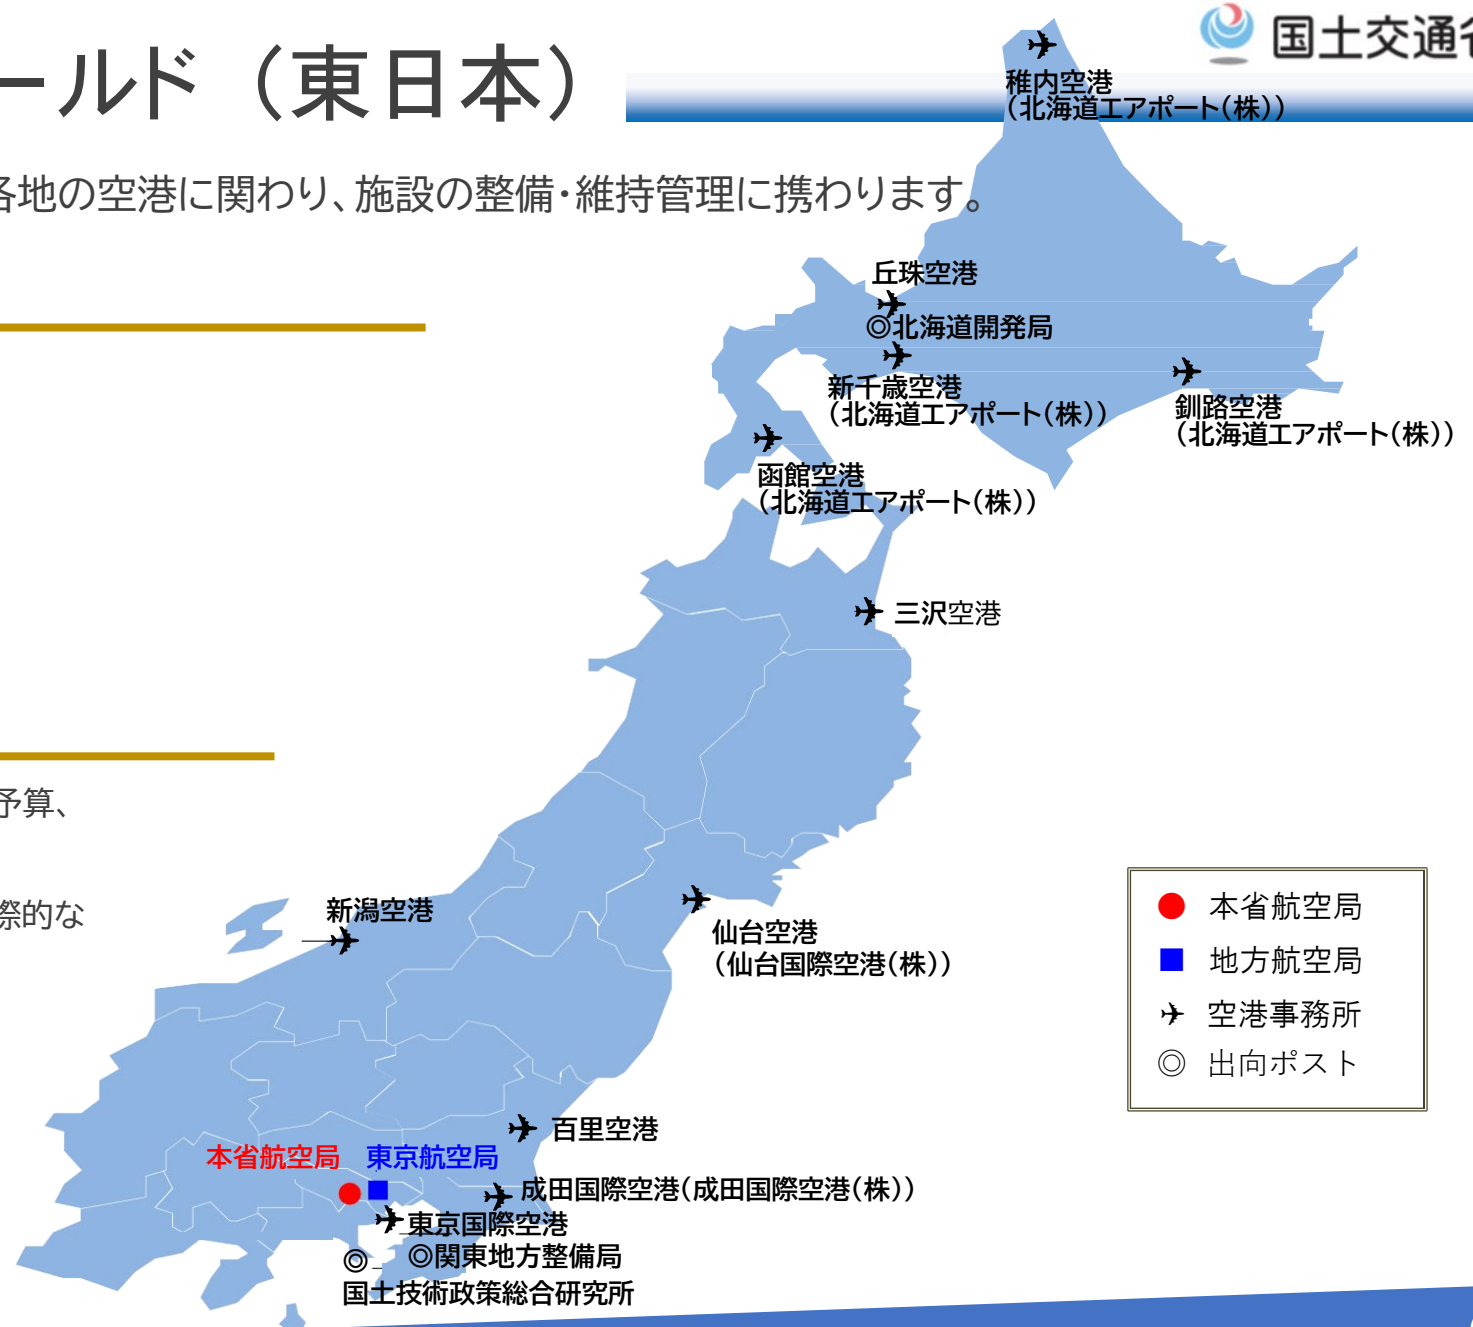 ールド（東日本）
国土交通省
各地の空港に関わり、施設の整備・維持管理に携わります。
稚内空港
（北海道エアポート（株））
丘珠空港
◎北海道開発局
新千歳空港
（北海道エアポート（株））
釧路空港
（北海道エアポート（株））
函館空港
（北海道エアポート（株））
三沢空港
予算、
際的な
新潟空港
仙台空港
（仙台国際空港（株））
● 本省航空局
■ 地方航空局
✈ 空港事務所
◎ 出向ポスト
百里空港
本省航空局
東京航空局
成田国際空港（成田国際空港（株））
東京国際空港
◎関東地方整備局
◎
国土技術政策総合研究所